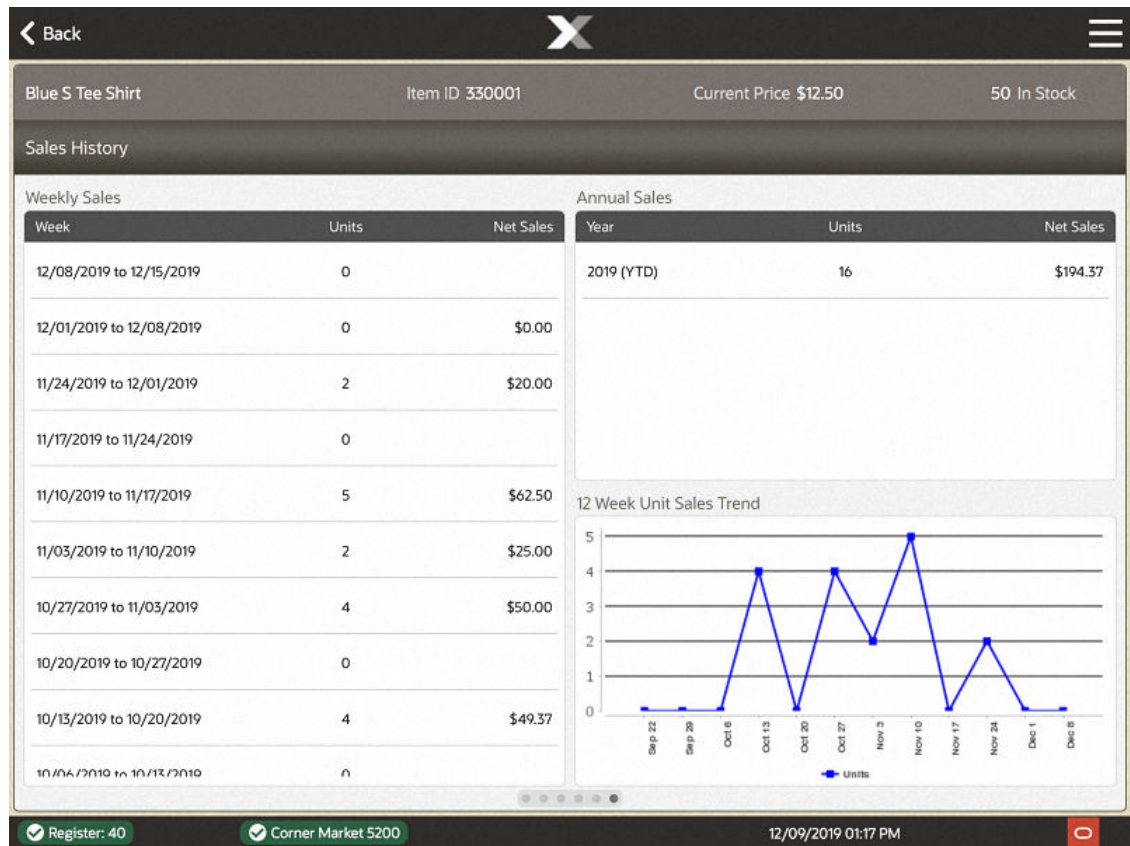 Back
Blue S Tee Shirt Item ID 330001 Current Price $12.50 50 In Stock
Sales History
Weekly Sales
Week Units Net Sales
12/08/2019 to 12/15/2019 0
12/01/2019 to 12/08/2019 0 $0.00
11/24/2019 to 12/01/2019 2 $20.00
11/17/2019 to 11/24/2019 0
11/10/2019 to 11/17/2019 5 $62.50
11/03/2019 to 11/10/2019 2 $25.00
10/27/2019 to 11/03/2019 4 $50.00
10/20/2019 to 10/27/2019 0
10/13/2019 to 10/20/2019 4 $49.37
10/06/2019 to 10/13/2019 0
Annual Sales
Year Units Net Sales
2019 (YTD) 16 $194.37
12 Week Unit Sales Trend
5
4
3
2
1
0
Sep 22 Sep 29 Oct 6 Oct 13 Oct 20 Oct 27 Nov 3 Nov 10 Nov 17 Nov 24 Dec 1 Dec 8
Units
Register: 40 Corner Market 5200 12/09/2019 01:17 PM